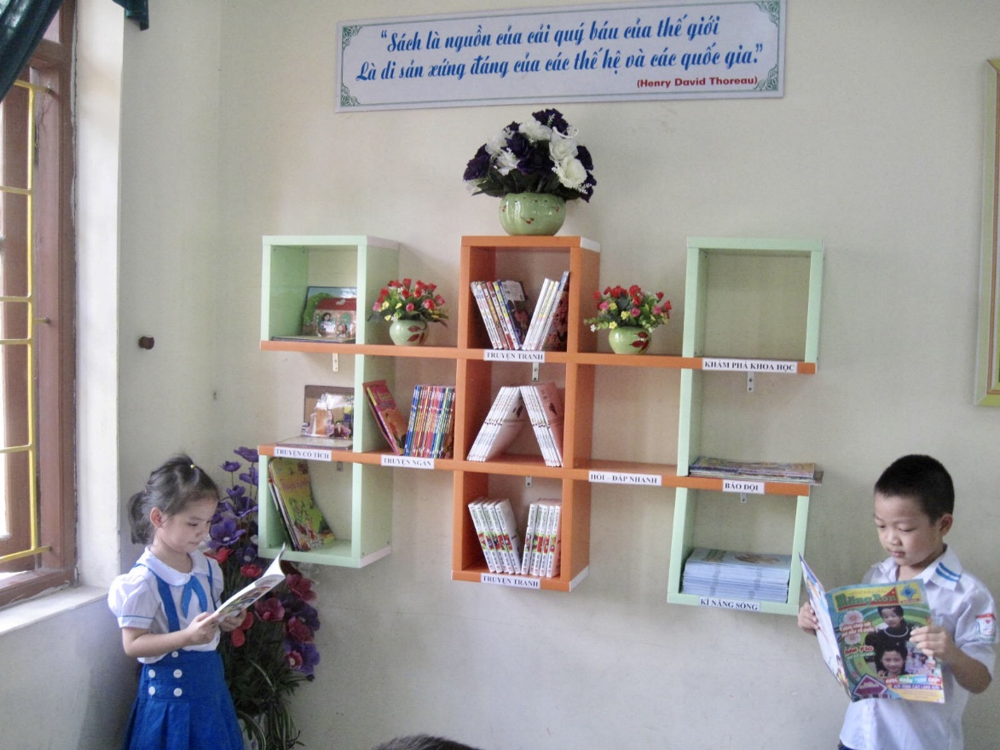 “Sách là nguồn của cải quý báu của thế giới
Là di sản xứng đáng của các thế hệ và các quốc gia.”
(Henry David Thoreau)
TRUYỆN TRANH
KHÁM PHÁ KHOA HỌC
TRUYỆN CỔ TÍCH
TRUYỆN NGẮN
HỎI – ĐÁP NHANH
BÁO ĐỘI
TRUYỆN TRANH
KĨ NĂNG SỐNG